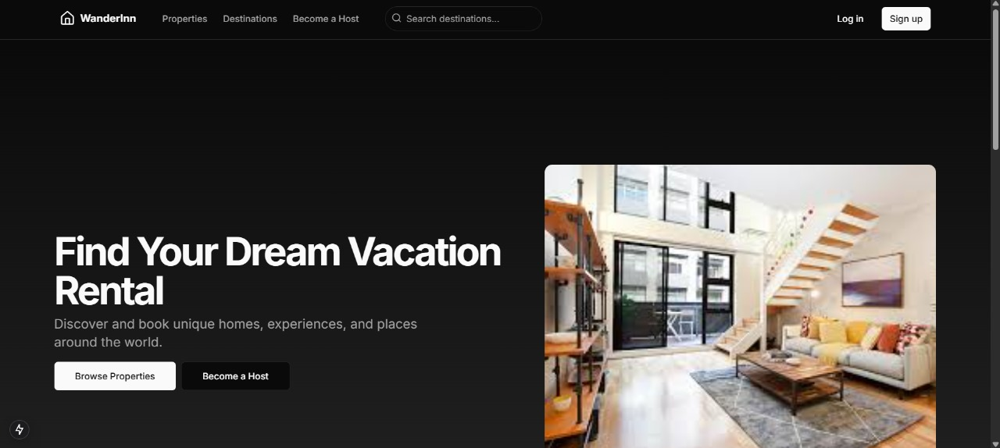 WanderInn
Properties
Destinations
Become a Host
Search destinations...
Log in
Sign up
Find Your Dream Vacation
Rental
Discover and book unique homes, experiences, and places
around the world.
Browse Properties
Become a Host